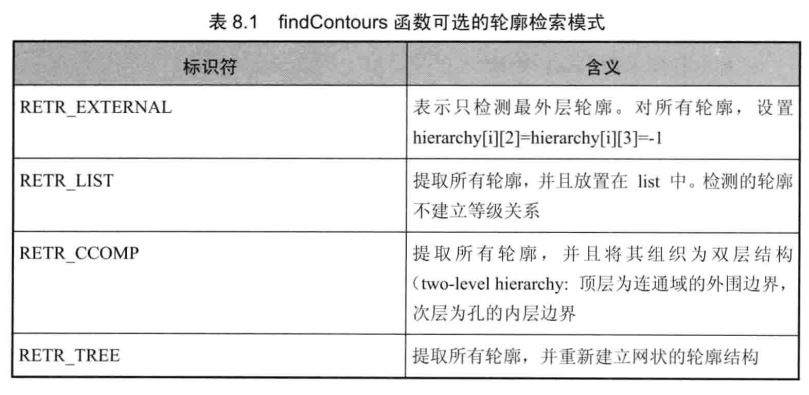 表 8.1 findContours 函数可选的轮廓检索模式
标识符 含义
RETR_EXTERNAL 表示只检测最外层轮廓。对所有轮廓，设置
hierarchy[i][2]=hierarchy[i][3]=-1
RETR_LIST 提取所有轮廓，并且放置在 list 中。检测的轮廓
不建立等级关系
RETR_CCOMP 提取所有轮廓，并且将其组织为双层结构
（two-level hierarchy: 顶层为连通域的外围边界，
次层为孔的内层边界
RETR_TREE 提取所有轮廓，并重新建立网状的轮廓结构